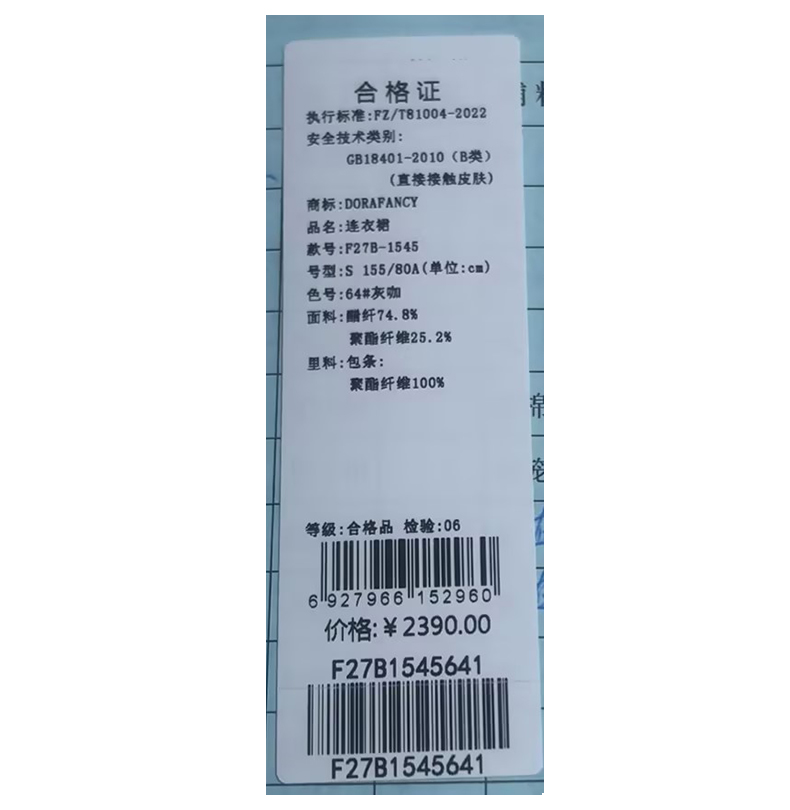 合格证
执行标准:FZ/T81004-2022
安全技术类别:
GB18401-2010（B类）
(直接接触皮肤)
商标:DORAFANCY
品名:连衣裙
款号:F27B-1545
号型:S 155/80A(单位:cm)
色号:64#灰咖
面料:醋纤74.8%
聚酯纤维25.2%
里料:包条:
聚酯纤维100%
等级:合格品 检验:06
6 927966 152960
价格:￥2390.00
F27B1545641
F27B1545641